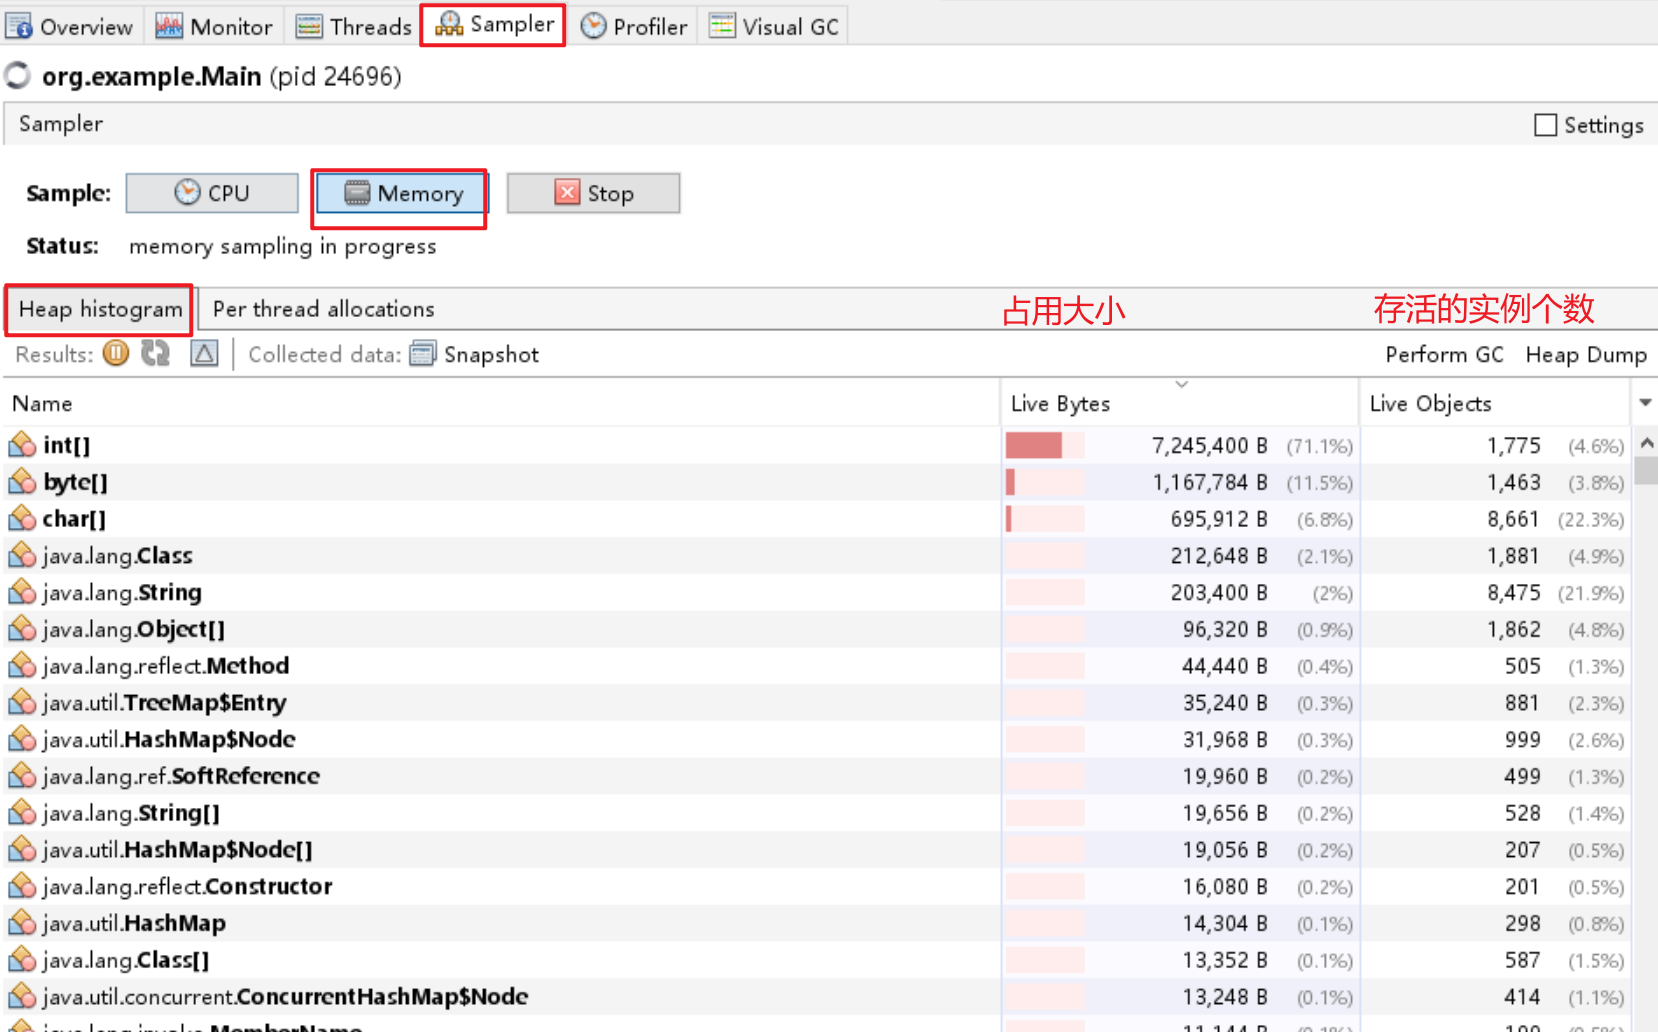 Overview Monitor Threads Sampler Profiler Visual GC
org.example.Main (pid 24696)
Sampler Settings
Sample: CPU Memory Stop
Status: memory sampling in progress
Heap histogram Per thread allocations 占用大小 存活的实例个数
Results: Collected data: Snapshot Perform GC Heap Dump
Name Live Bytes Live Objects
int[] 7,245,400 B (71.1%) 1,775 (4.6%)
byte[] 1,167,784 B (11.5%) 1,463 (3.8%)
char[] 695,912 B (6.8%) 8,661 (22.3%)
java.lang.Class 212,648 B (2.1%) 1,881 (4.9%)
java.lang.String 203,400 B (2%) 8,475 (21.9%)
java.lang.Object[] 96,320 B (0.9%) 1,862 (4.8%)
java.lang.reflect.Method 44,440 B (0.4%) 505 (1.3%)
java.util.TreeMap$Entry 35,240 B (0.3%) 881 (2.3%)
java.util.HashMap$Node 31,968 B (0.3%) 999 (2.6%)
java.lang.ref.SoftReference 19,960 B (0.2%) 499 (1.3%)
java.lang.String[] 19,656 B (0.2%) 528 (1.4%)
java.util.HashMap$Node[] 19,056 B (0.2%) 207 (0.5%)
java.lang.reflect.Constructor 16,080 B (0.2%) 201 (0.5%)
java.util.HashMap 14,304 B (0.1%) 298 (0.8%)
java.lang.Class[] 13,352 B (0.1%) 587 (1.5%)
java.util.concurrent.ConcurrentHashMap$Node 13,248 B (0.1%) 414 (1.1%)
java.lang.invoke.MemberName 11,144 B (0.1%) 199 (0.5%)